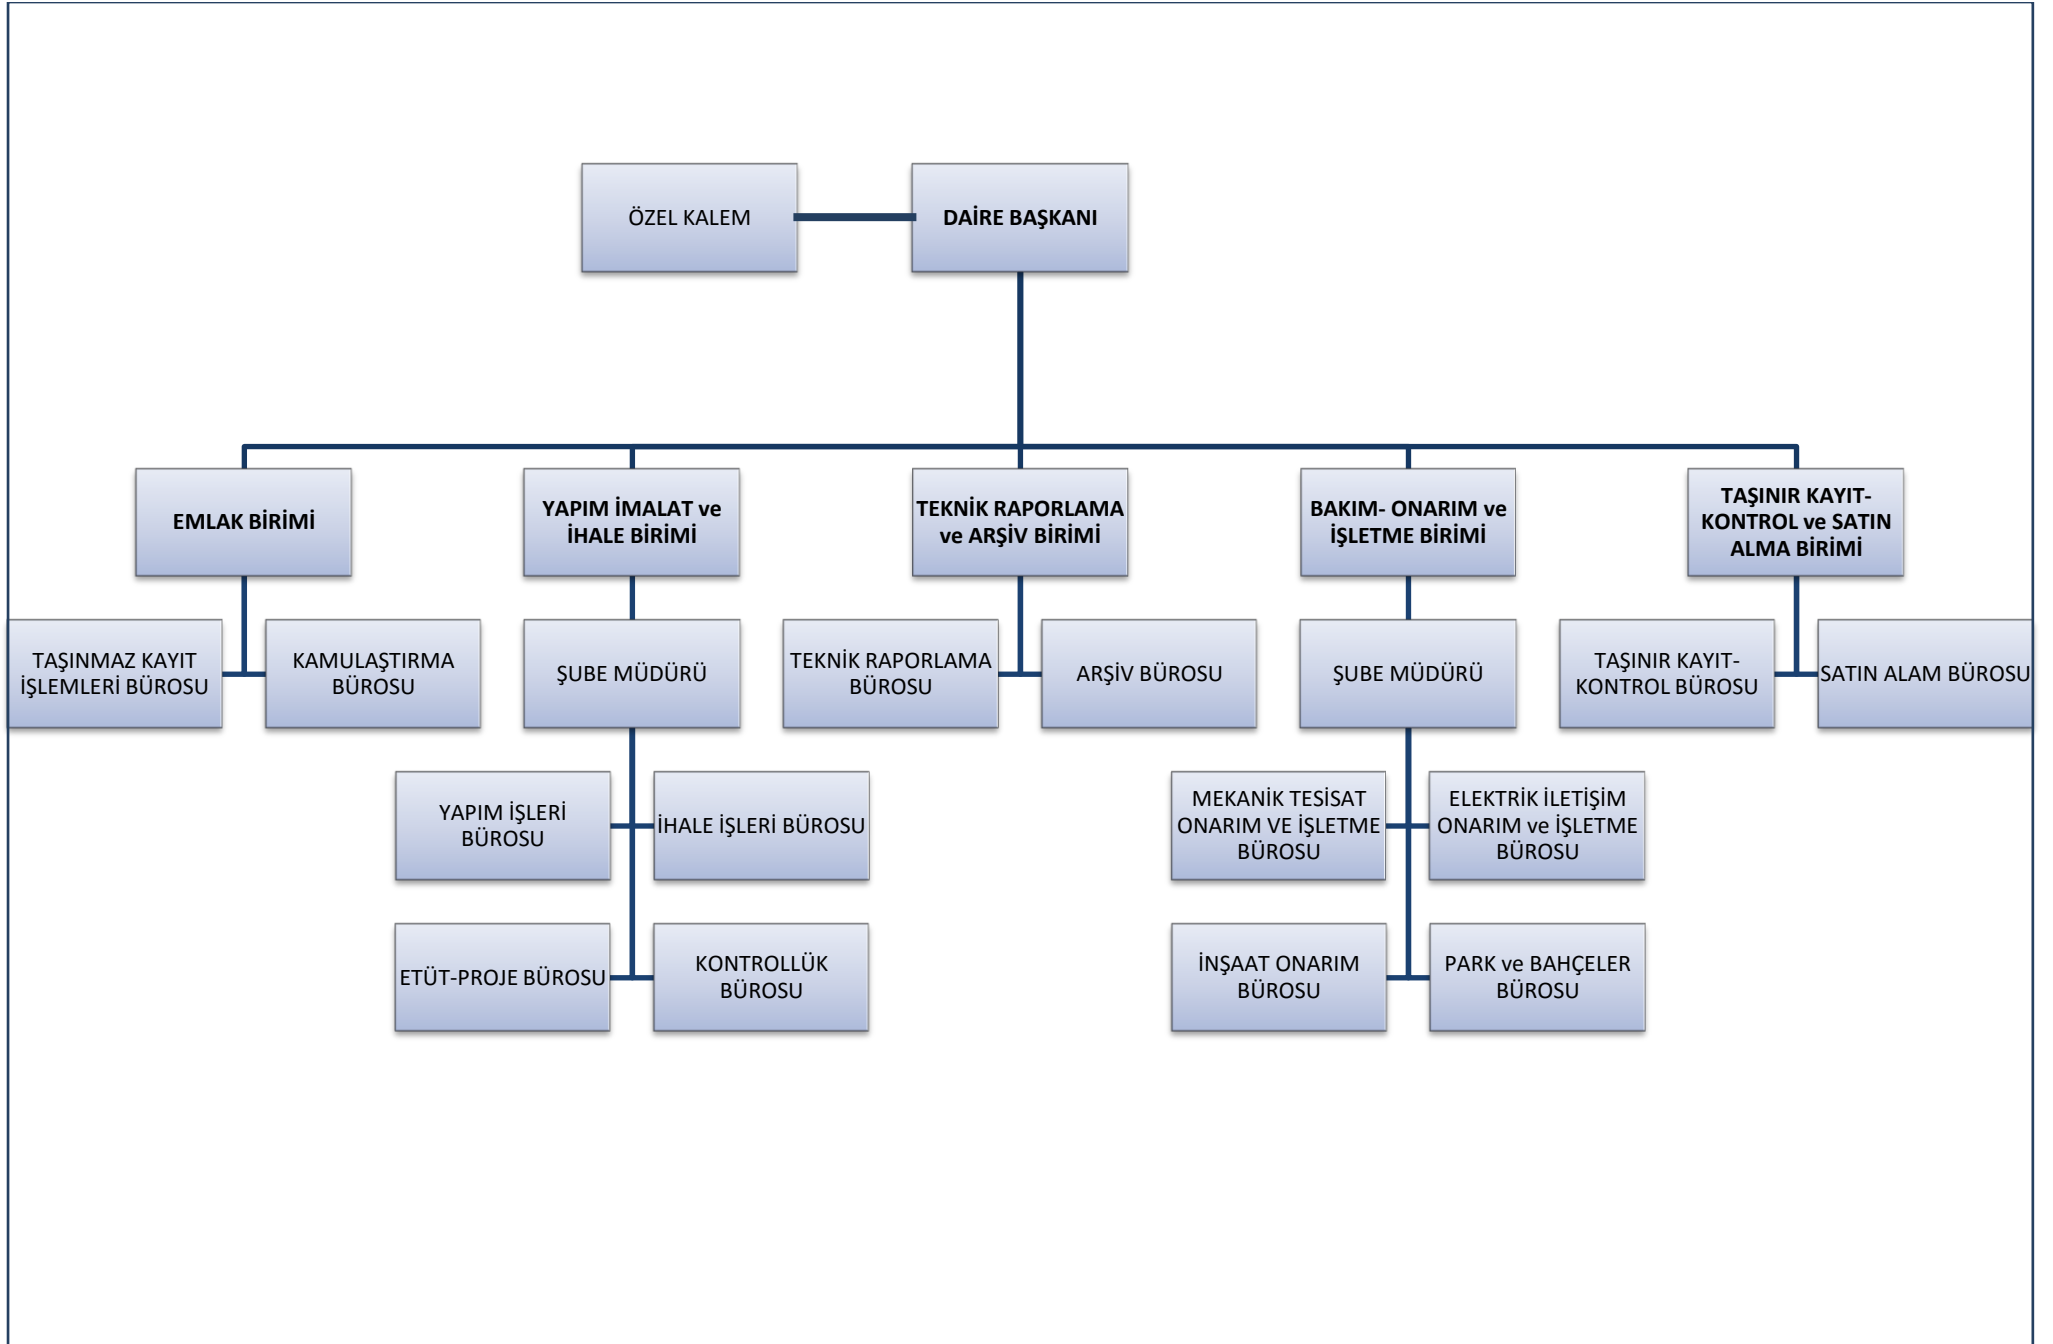 ÖZEL KALEM
DAİRE BAŞKANI
EMLAK BİRİMİ
YAPIM İMALAT ve
İHALE BİRİMİ
TEKNİK RAPORLAMA
ve ARŞİV BİRİMİ
BAKIM- ONARIM ve
İŞLETME BİRİMİ
TAŞINIR KAYIT-
KONTROL ve SATIN
ALMA BİRİMİ
TAŞINMAZ KAYIT
İŞLEMLERİ BÜROSU
KAMULAŞTIRMA
BÜROSU
ŞUBE MÜDÜRÜ
TEKNİK RAPORLAMA
BÜROSU
ARŞİV BÜROSU
ŞUBE MÜDÜRÜ
TAŞINIR KAYIT-
KONTROL BÜROSU
SATIN ALAM BÜROSU
YAPIM İŞLERİ
BÜROSU
İHALE İŞLERİ BÜROSU
MEKANİK TESİSAT
ONARIM VE İŞLETME
BÜROSU
ELEKTRİK İLETİŞİM
ONARIM ve İŞLETME
BÜROSU
ETÜT-PROJE BÜROSU
KONTROLLÜK
BÜROSU
İNŞAAT ONARIM
BÜROSU
PARK ve BAHÇELER
BÜROSU